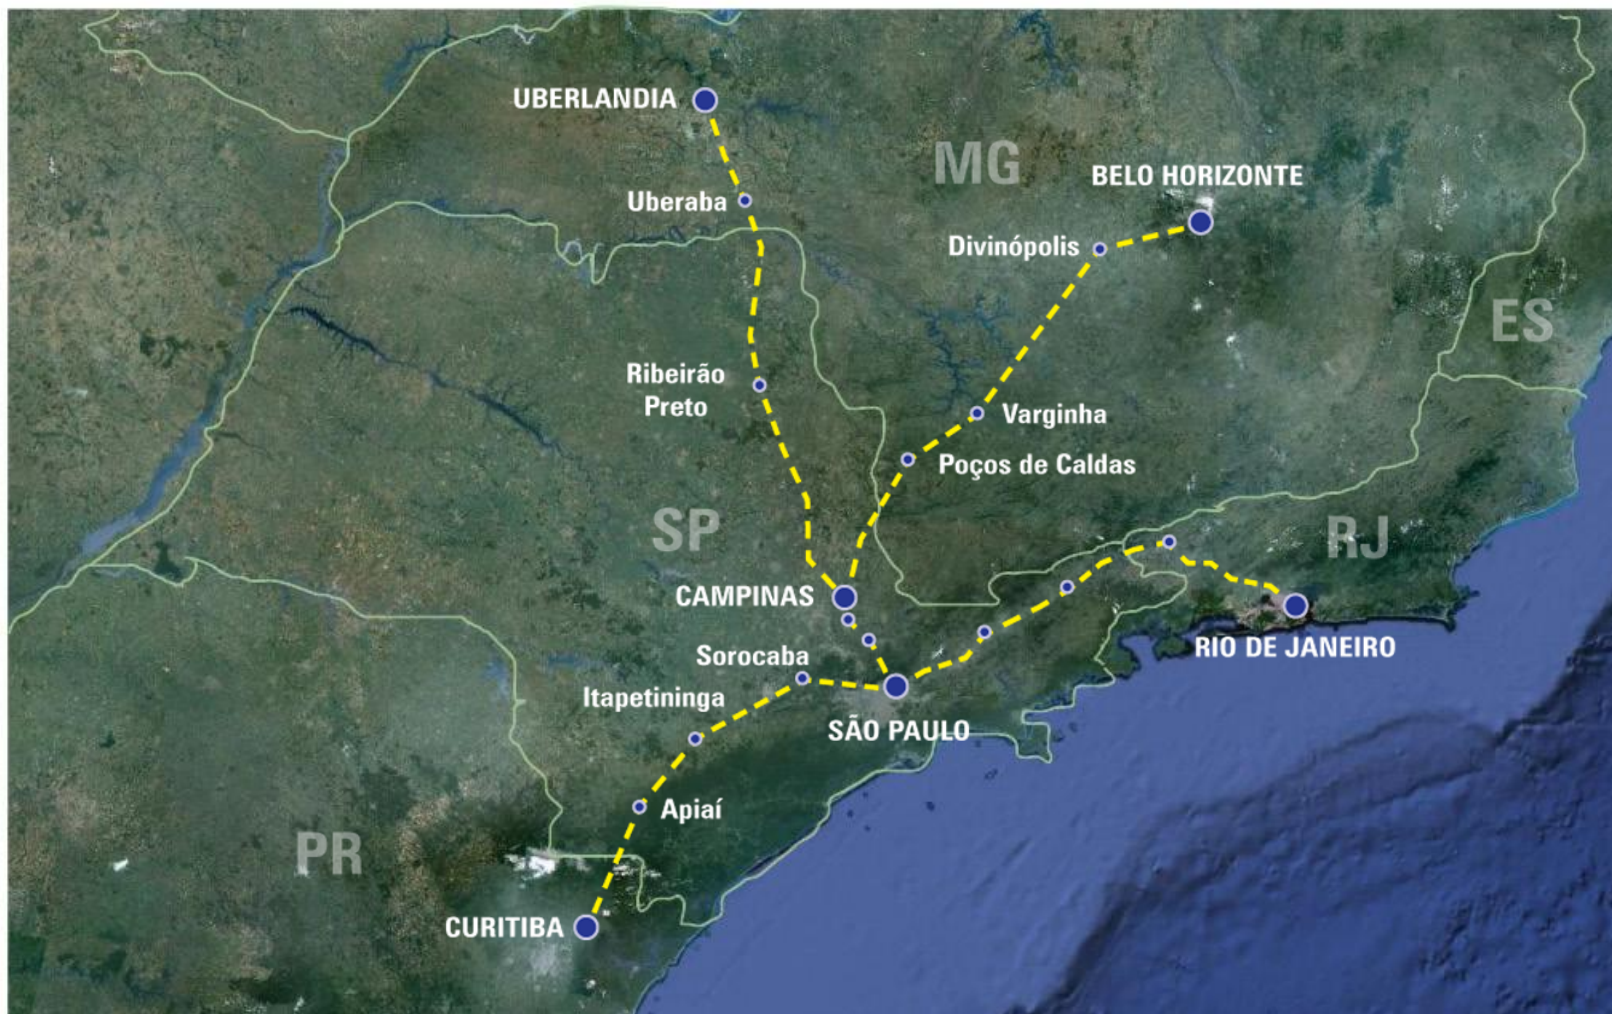 UBERLANDIA
MG
BELO HORIZONTE
Uberaba
Divinópolis
ES
Ribeirão
Preto
Varginha
Poços de Caldas
SP
RJ
CAMPINAS
RIO DE JANEIRO
Sorocaba
Itapetininga
SÃO PAULO
Apiaí
PR
CURITIBA